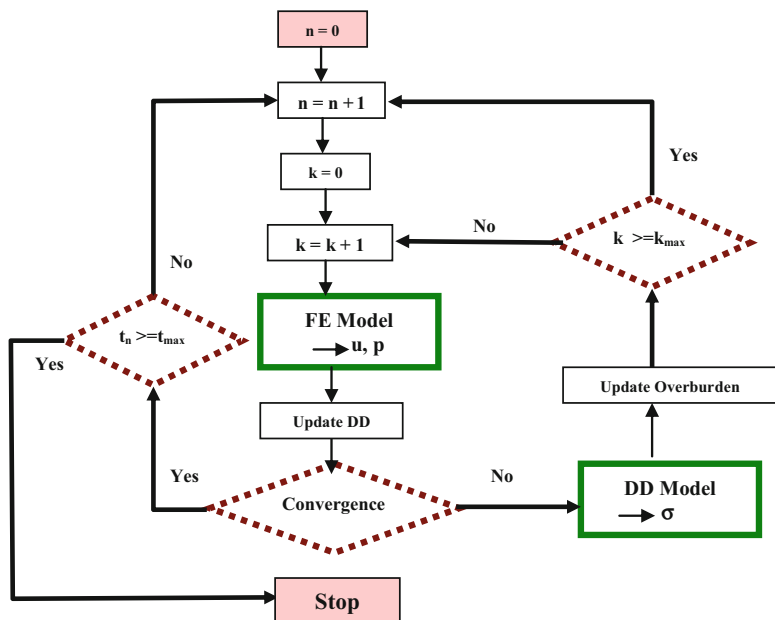 n = 0
n = n + 1
k = 0
Yes
No
k = k + 1
k >=kmax
No
FE Model
u, p
tn >=tmax
Yes
Update Overburden
Update DD
Yes
No
Convergence
DD Model
σ
Stop